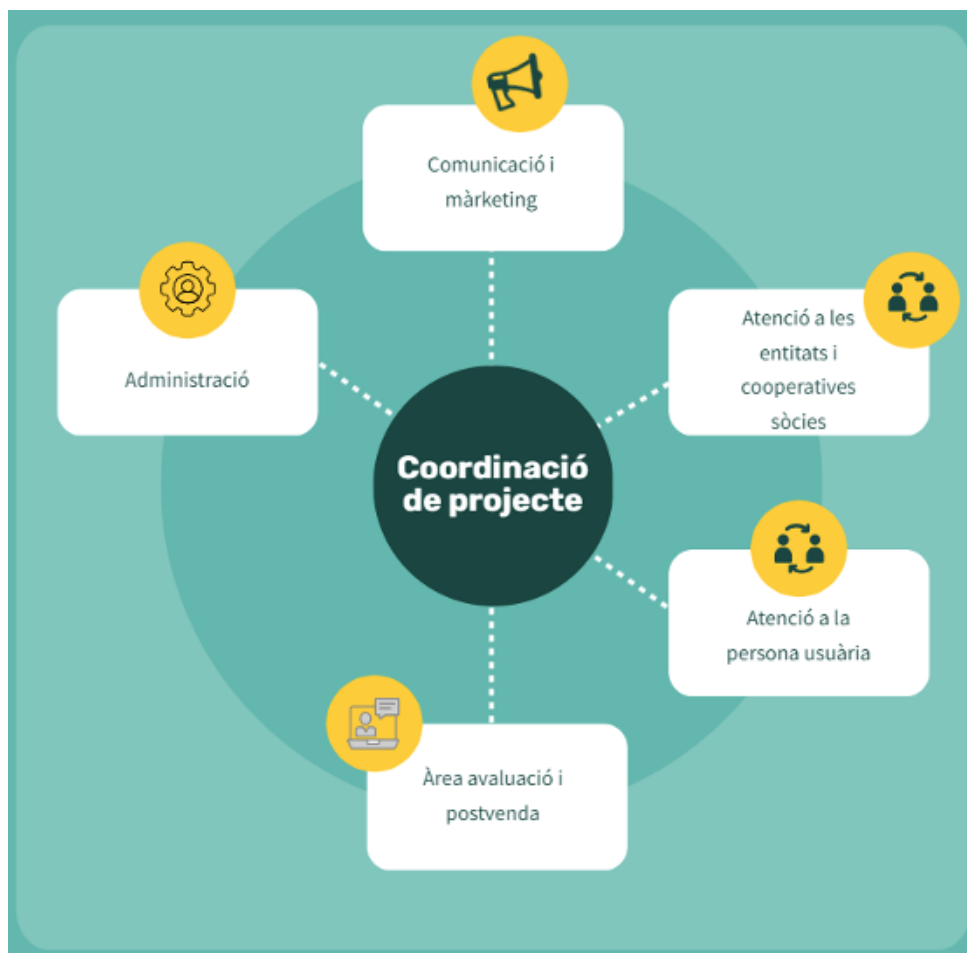 Comunicació i
màrketing
Administració
Atenció a les
entitats i
cooperatives
sòcies
Coordinació
de projecte
Atenció a la
persona usuària
Àrea avaluació i
postvenda